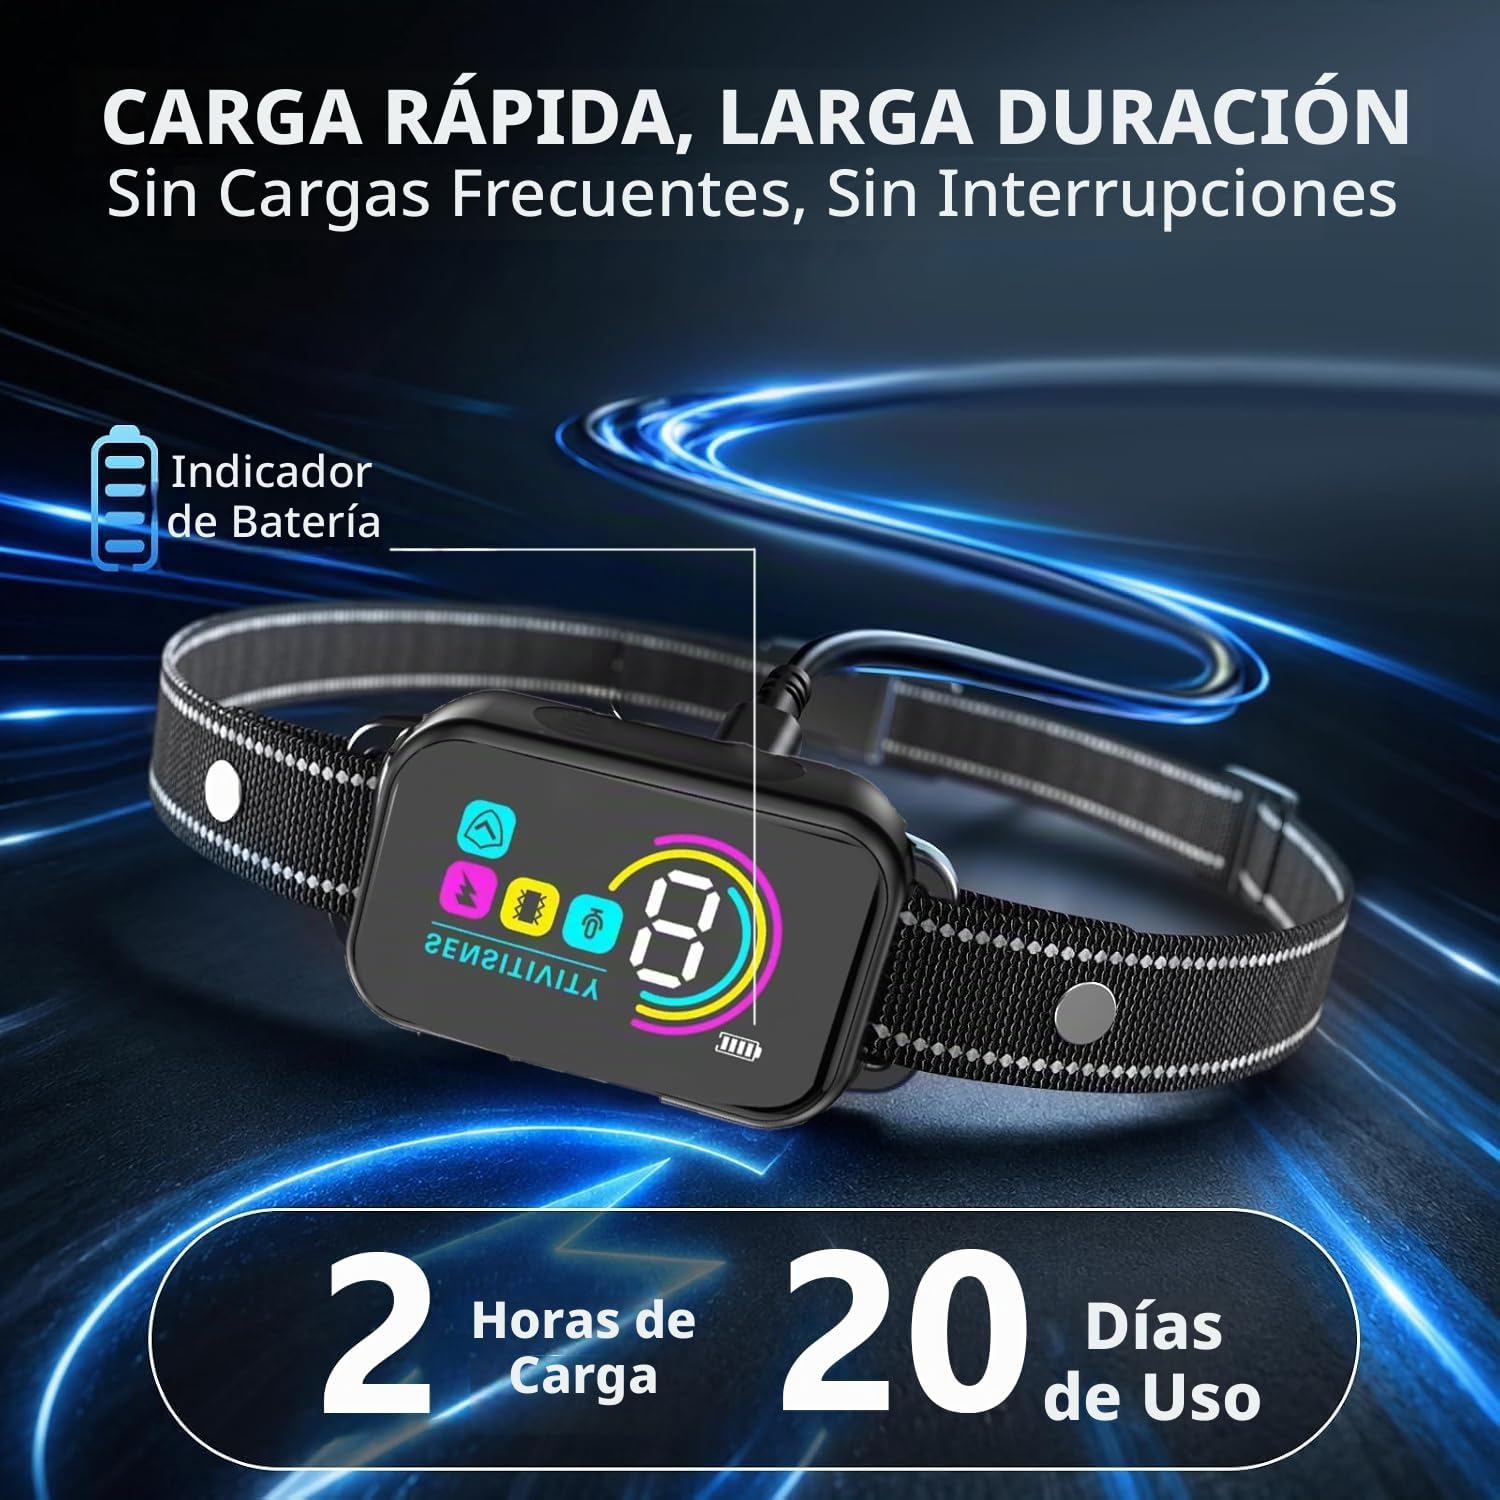 CARGA RÁPIDA, LARGA DURACIÓN
Sin Cargas Frecuentes, Sin Interrupciones
Indicador
de Batería
8
SENSITIVITY
2 Horas de
Carga
20 Días
de Uso